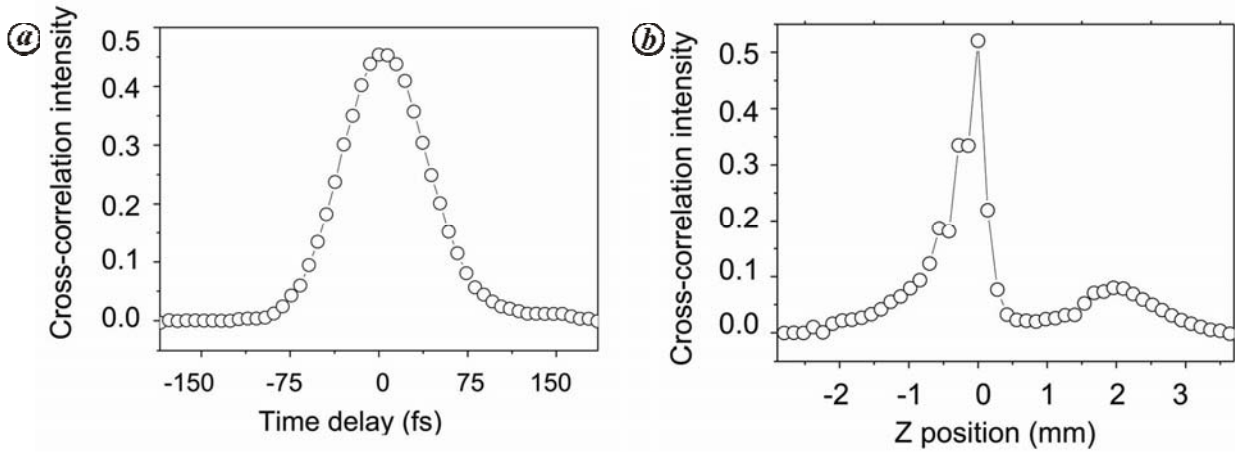 a
Cross-correlation intensity
0.5
0.4
0.3
0.2
0.1
0.0
-150 -75 0 75 150
Time delay (fs)
b
Cross-correlation intensity
0.5
0.4
0.3
0.2
0.1
0.0
-2 -1 0 1 2 3
Z position (mm)